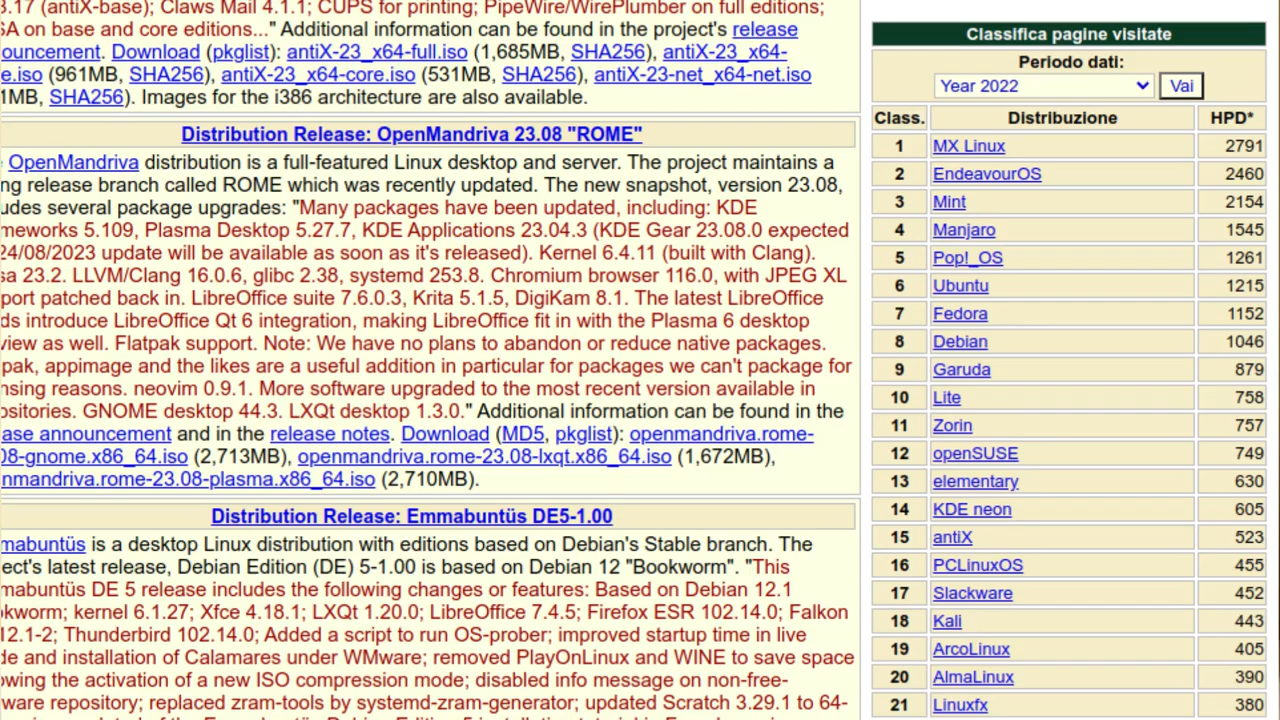 3.17 (antiX-base); Claws Mail 4.1.1; CUPS for printing; PipeWire/WirePlumber on full editions;
SA on base and core editions..." Additional information can be found in the project's release
ouncement. Download (pkglist): antiX-23_x64-full.iso (1,685MB, SHA256), antiX-23_x64-
e.iso (961MB, SHA256), antiX-23_x64-core.iso (531MB, SHA256), antiX-23-net_x64-net.iso
1MB, SHA256). Images for the i386 architecture are also available.
Distribution Release: OpenMandriva 23.08 "ROME"
OpenMandriva distribution is a full-featured Linux desktop and server. The project maintains a
ng release branch called ROME which was recently updated. The new snapshot, version 23.08,
udes several package upgrades: "Many packages have been updated, including: KDE
meworks 5.109, Plasma Desktop 5.27.7, KDE Applications 23.04.3 (KDE Gear 23.08.0 expected
24/08/2023 update will be available as soon as it's released). Kernel 6.4.11 (built with Clang).
sa 23.2. LLVM/Clang 16.0.6, glibc 2.38, systemd 253.8. Chromium browser 116.0, with JPEG XL
port patched back in. LibreOffice suite 7.6.0.3, Krita 5.1.5, DigiKam 8.1. The latest LibreOffice
ds introduce LibreOffice Qt 6 integration, making LibreOffice fit in with the Plasma 6 desktop
view as well. Flatpak support. Note: We have no plans to abandon or reduce native packages.
pak, appimage and the likes are a useful addition in particular for packages we can't package for
nsing reasons. neovim 0.9.1. More software upgraded to the most recent version available in
ositories. GNOME desktop 44.3. LXQt desktop 1.3.0." Additional information can be found in the
ase announcement and in the release notes. Download (MD5, pkglist): openmandriva.rome-
08-gnome.x86_64.iso (2,713MB), openmandriva.rome-23.08-lxqt.x86_64.iso (1,672MB),
nmandriva.rome-23.08-plasma.x86_64.iso (2,710MB).
Distribution Release: Emmabuntüs DE5-1.00
mabuntüs is a desktop Linux distribution with editions based on Debian's Stable branch. The
ect's latest release, Debian Edition (DE) 5-1.00 is based on Debian 12 "Bookworm". "This
mabuntüs DE 5 release includes the following changes or features: Based on Debian 12.1
kworm; kernel 6.1.27; Xfce 4.18.1; LXQt 1.20.0; LibreOffice 7.4.5; Firefox ESR 102.14.0; Falkon
12.1-2; Thunderbird 102.14.0; Added a script to run OS-prober; improved startup time in live
de and installation of Calamares under WMware; removed PlayOnLinux and WINE to save space
owing the activation of a new ISO compression mode; disabled info message on non-free-
ware repository; replaced zram-tools by systemd-zram-generator; updated Scratch 3.29.1 to 64-
Classifica pagine visitate
Periodo dati:
Year 2022 Vai
Class. Distribuzione HPD*
1 MX Linux 2791
2 EndeavourOS 2460
3 Mint 2154
4 Manjaro 1545
5 Pop!_OS 1261
6 Ubuntu 1215
7 Fedora 1152
8 Debian 1046
9 Garuda 879
10 Lite 758
11 Zorin 757
12 openSUSE 749
13 elementary 630
14 KDE neon 605
15 antiX 523
16 PCLinuxOS 455
17 Slackware 452
18 Kali 443
19 ArcoLinux 405
20 AlmaLinux 390
21 Linuxfx 380